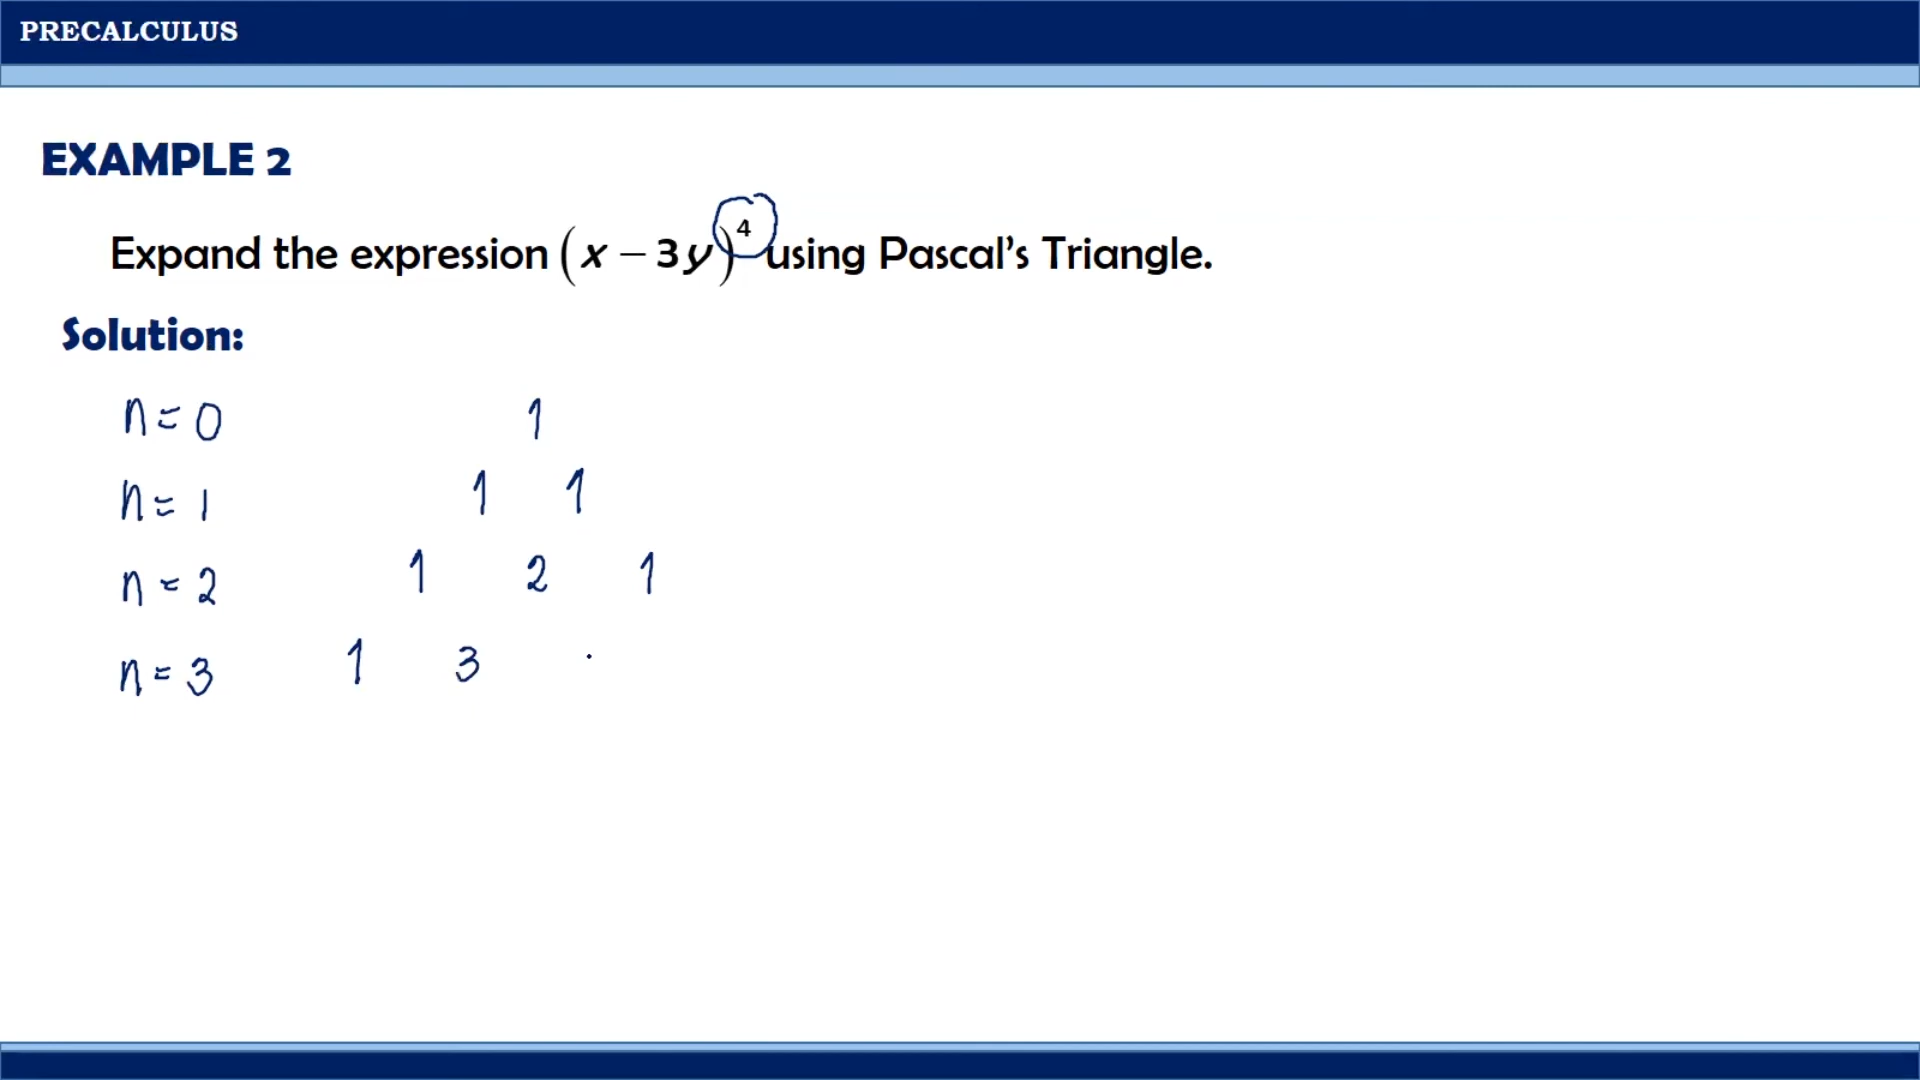 PRECALCULUS
EXAMPLE 2
Expand the expression (x − 3y)⁴ using Pascal's Triangle.
Solution:
n = 0 1
n = 1 1 1
n = 2 1 2 1
n = 3 1 3